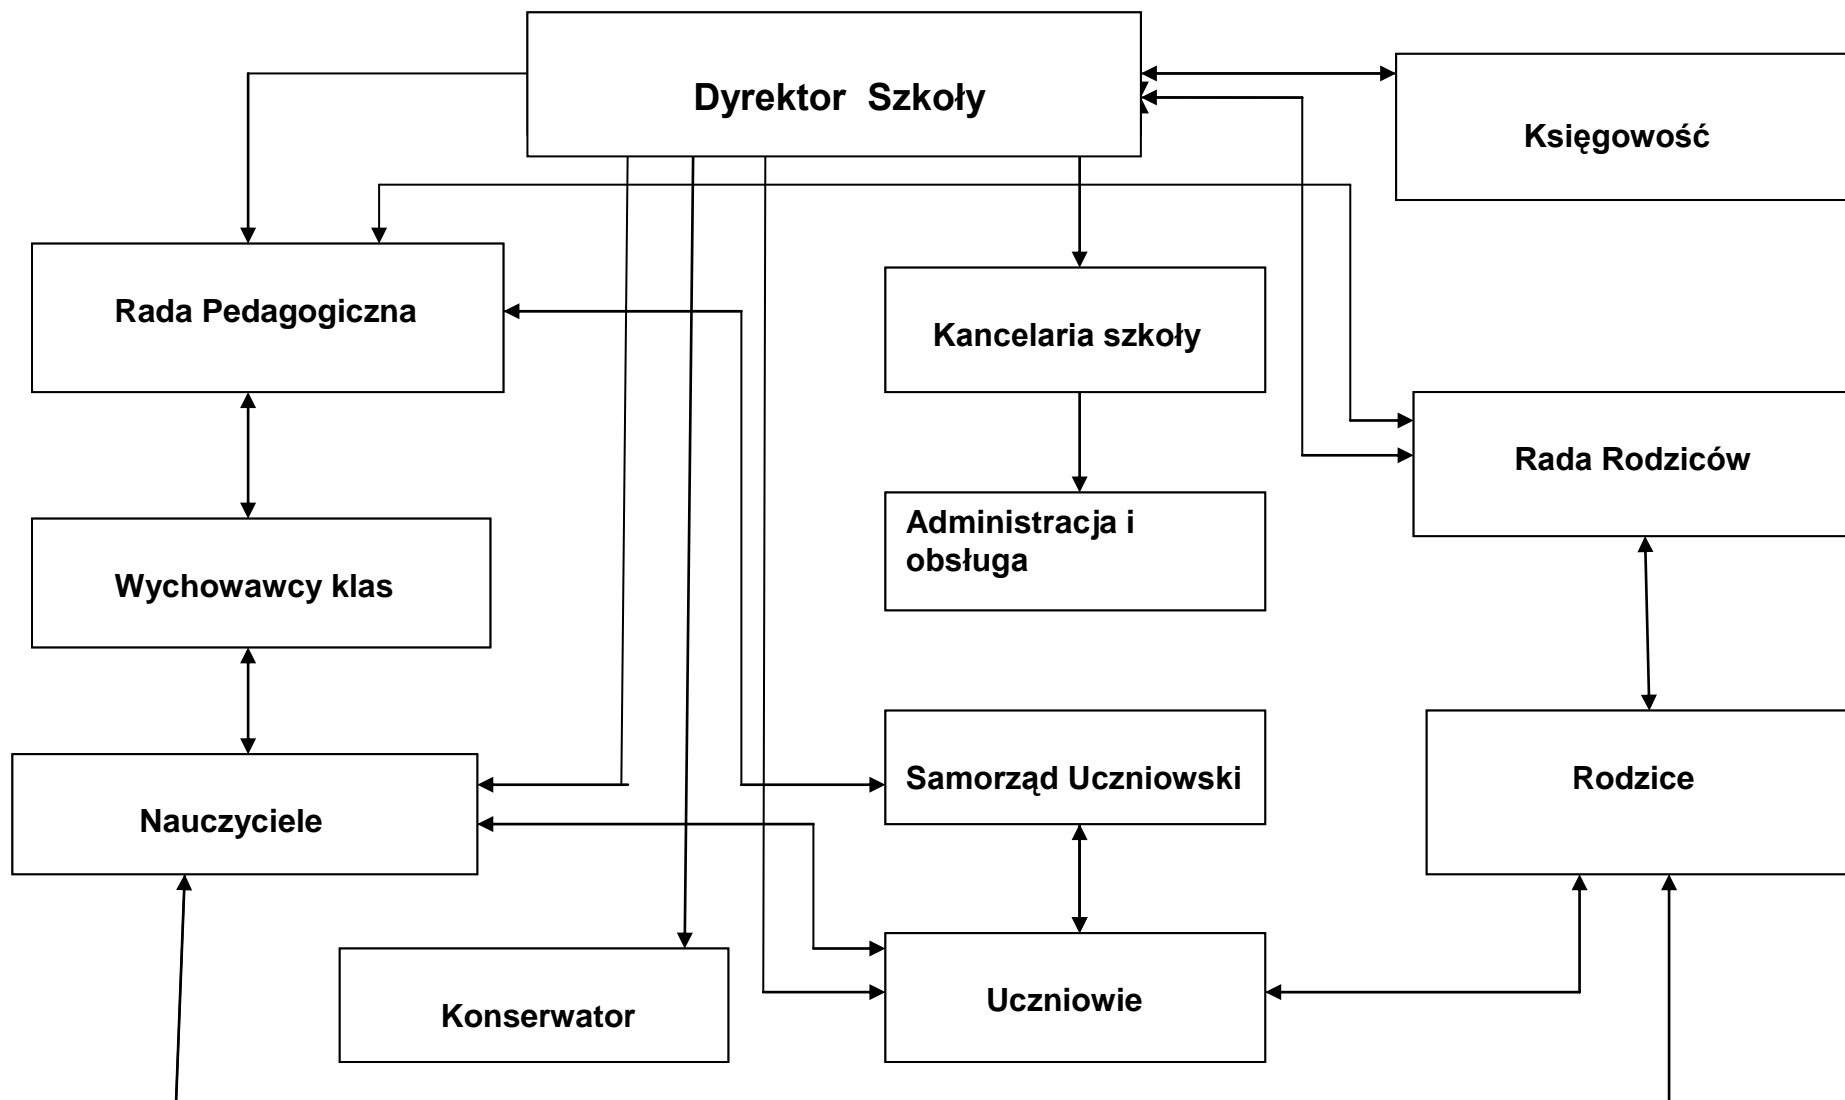 Dyrektor Szkoły
Księgowość
Rada Pedagogiczna
Kancelaria szkoły
Rada Rodziców
Administracja i
obsługa
Wychowawcy klas
Samorząd Uczniowski
Rodzice
Nauczyciele
Uczniowie
Konserwator